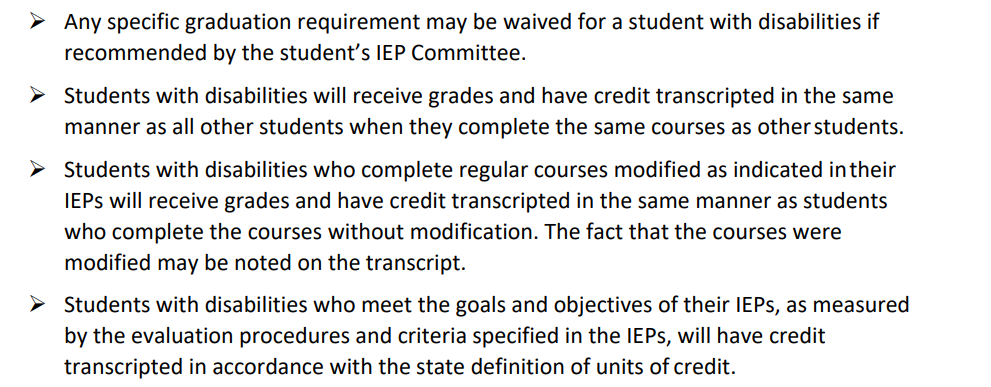 ➢ Any specific graduation requirement may be waived for a student with disabilities if
recommended by the student’s IEP Committee.
➢ Students with disabilities will receive grades and have credit transcripted in the same
manner as all other students when they complete the same courses as other students.
➢ Students with disabilities who complete regular courses modified as indicated in their
IEPs will receive grades and have credit transcripted in the same manner as students
who complete the courses without modification. The fact that the courses were
modified may be noted on the transcript.
➢ Students with disabilities who meet the goals and objectives of their IEPs, as measured
by the evaluation procedures and criteria specified in the IEPs, will have credit
transcripted in accordance with the state definition of units of credit.